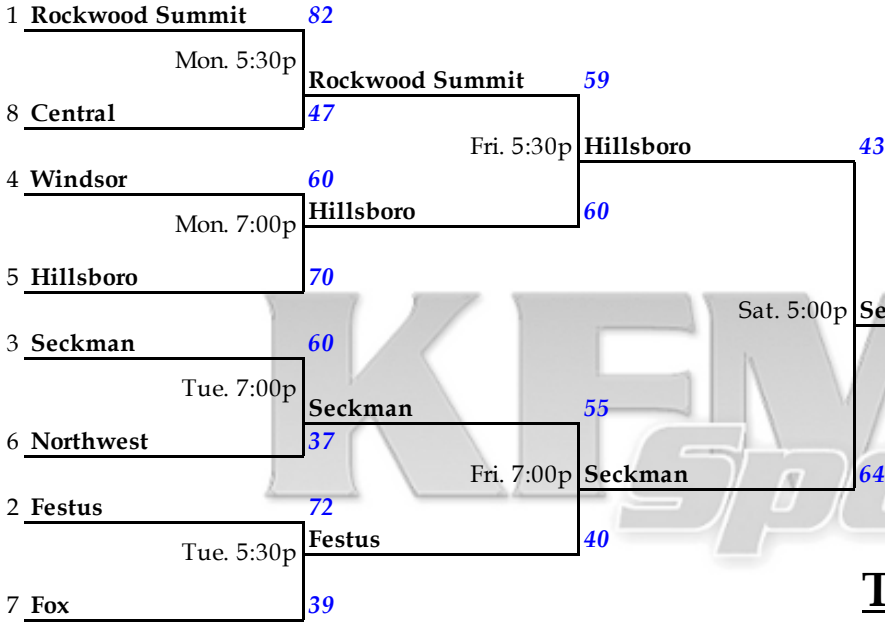 1 Rockwood Summit 82
Mon. 5:30p
Rockwood Summit 59
8 Central 47
Fri. 5:30p Hillsboro 43
4 Windsor 60
Mon. 7:00p Hillsboro 60
5 Hillsboro 70
Sat. 5:00p Se
3 Seckman 60
Tue. 7:00p
Seckman 55
6 Northwest 37
Fri. 7:00p Seckman 64
2 Festus 72
Tue. 5:30p Festus 40
7 Fox 39
T
KFM
Spo